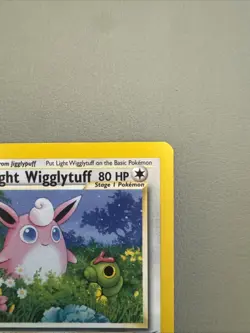 rom Jigglypuff Put Light Wigglytuff on the Basic Pokémon
ght Wigglytuff 80 HP
Stage 1 Pokémon